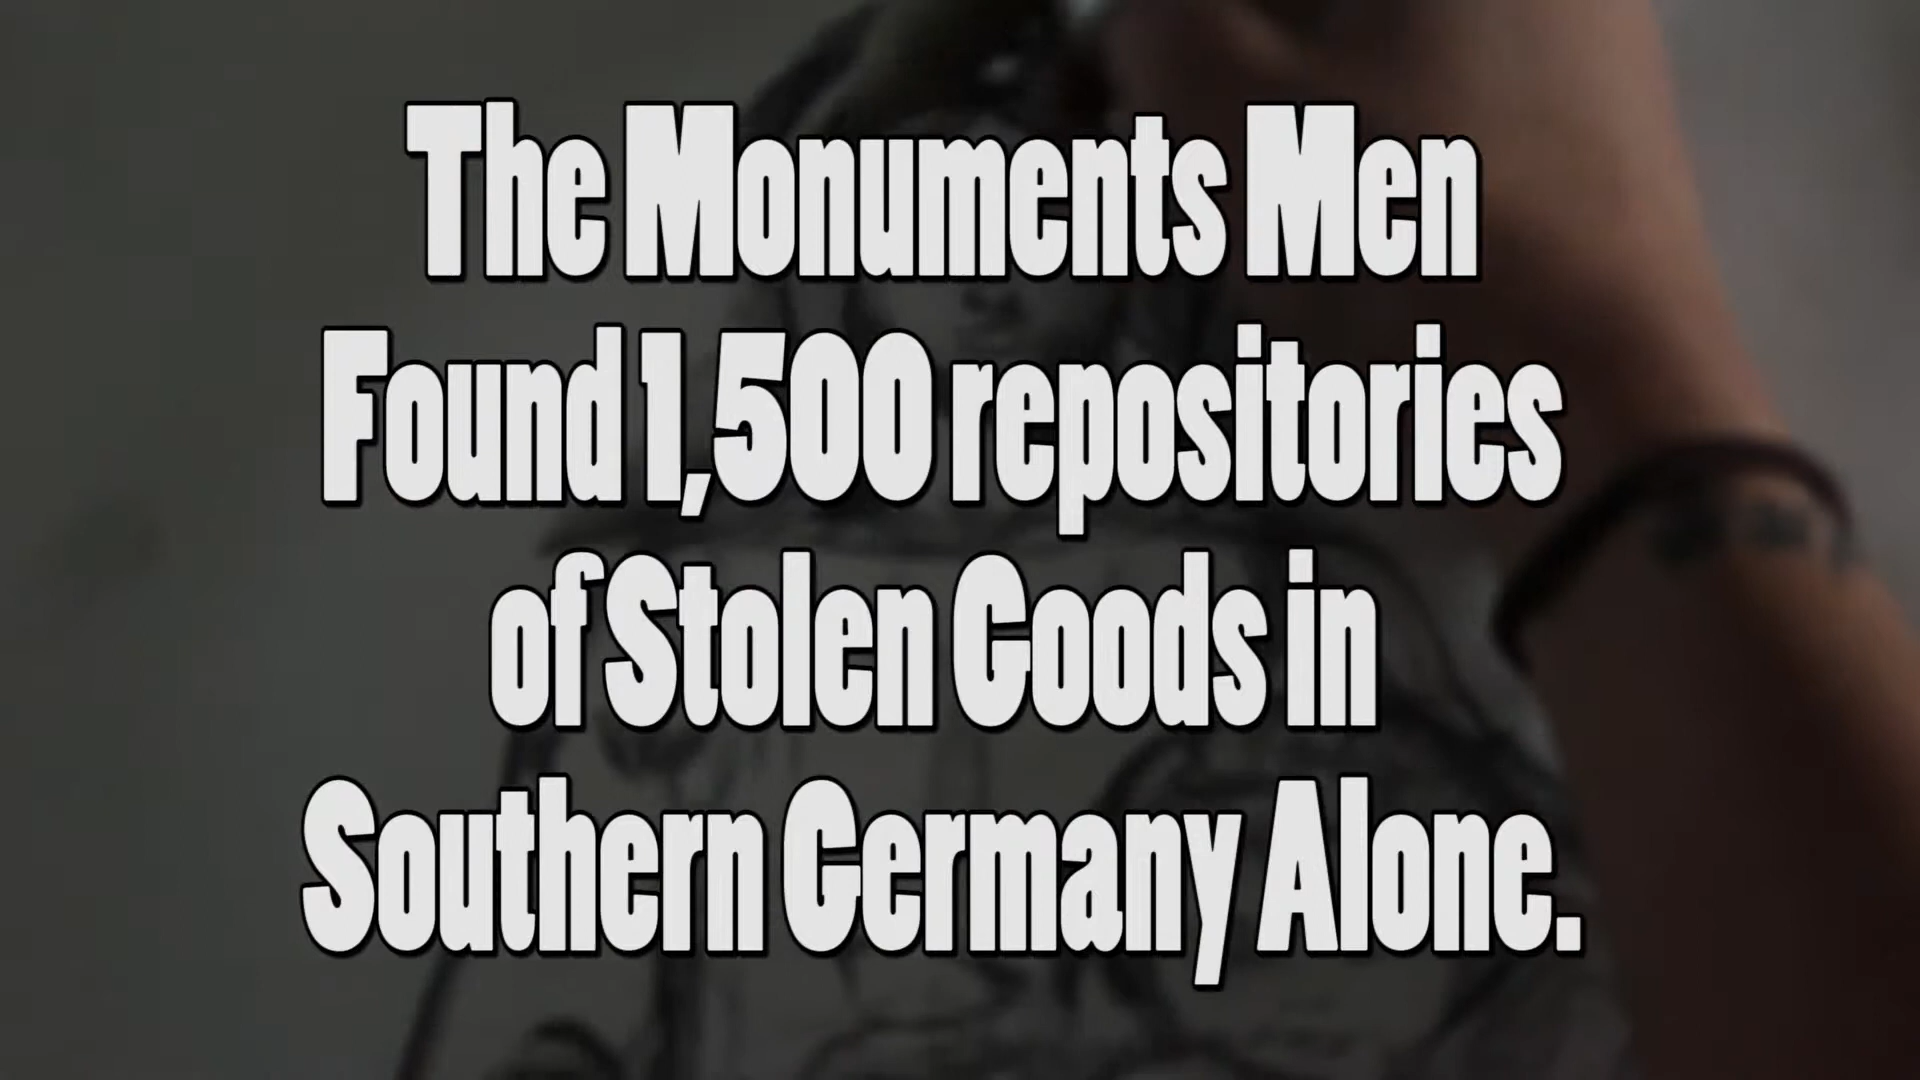 The Monuments Men
Found 1,500 repositories
of Stolen Goods in
Southern Germany Alone.